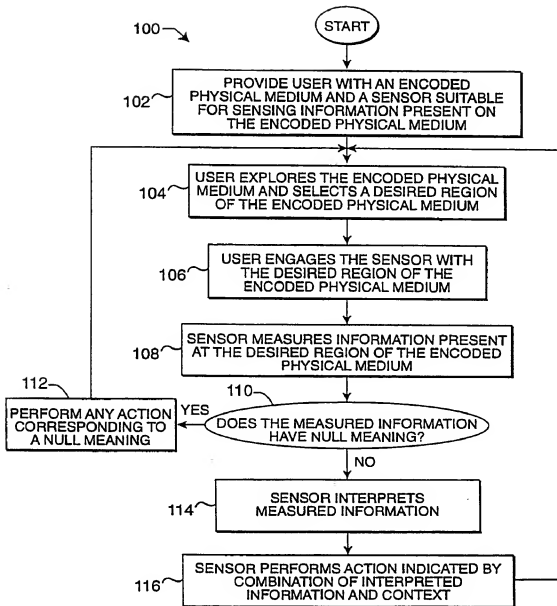 START
100
PROVIDE USER WITH AN ENCODED
PHYSICAL MEDIUM AND A SENSOR SUITABLE
FOR SENSING INFORMATION PRESENT ON
THE ENCODED PHYSICAL MEDIUM
102
USER EXPLORES THE ENCODED PHYSICAL
MEDIUM AND SELECTS A DESIRED REGION
OF THE ENCODED PHYSICAL MEDIUM
104
USER ENGAGES THE SENSOR WITH
THE DESIRED REGION OF THE
ENCODED PHYSICAL MEDIUM
106
SENSOR MEASURES INFORMATION PRESENT
AT THE DESIRED REGION OF THE ENCODED
PHYSICAL MEDIUM
108
110
DOES THE MEASURED INFORMATION
HAVE NULL MEANING?
YES
112
PERFORM ANY ACTION
CORRESPONDING TO
A NULL MEANING
NO
SENSOR INTERPRETS
MEASURED INFORMATION
114
SENSOR PERFORMS ACTION INDICATED BY
COMBINATION OF INTERPRETED
INFORMATION AND CONTEXT
116